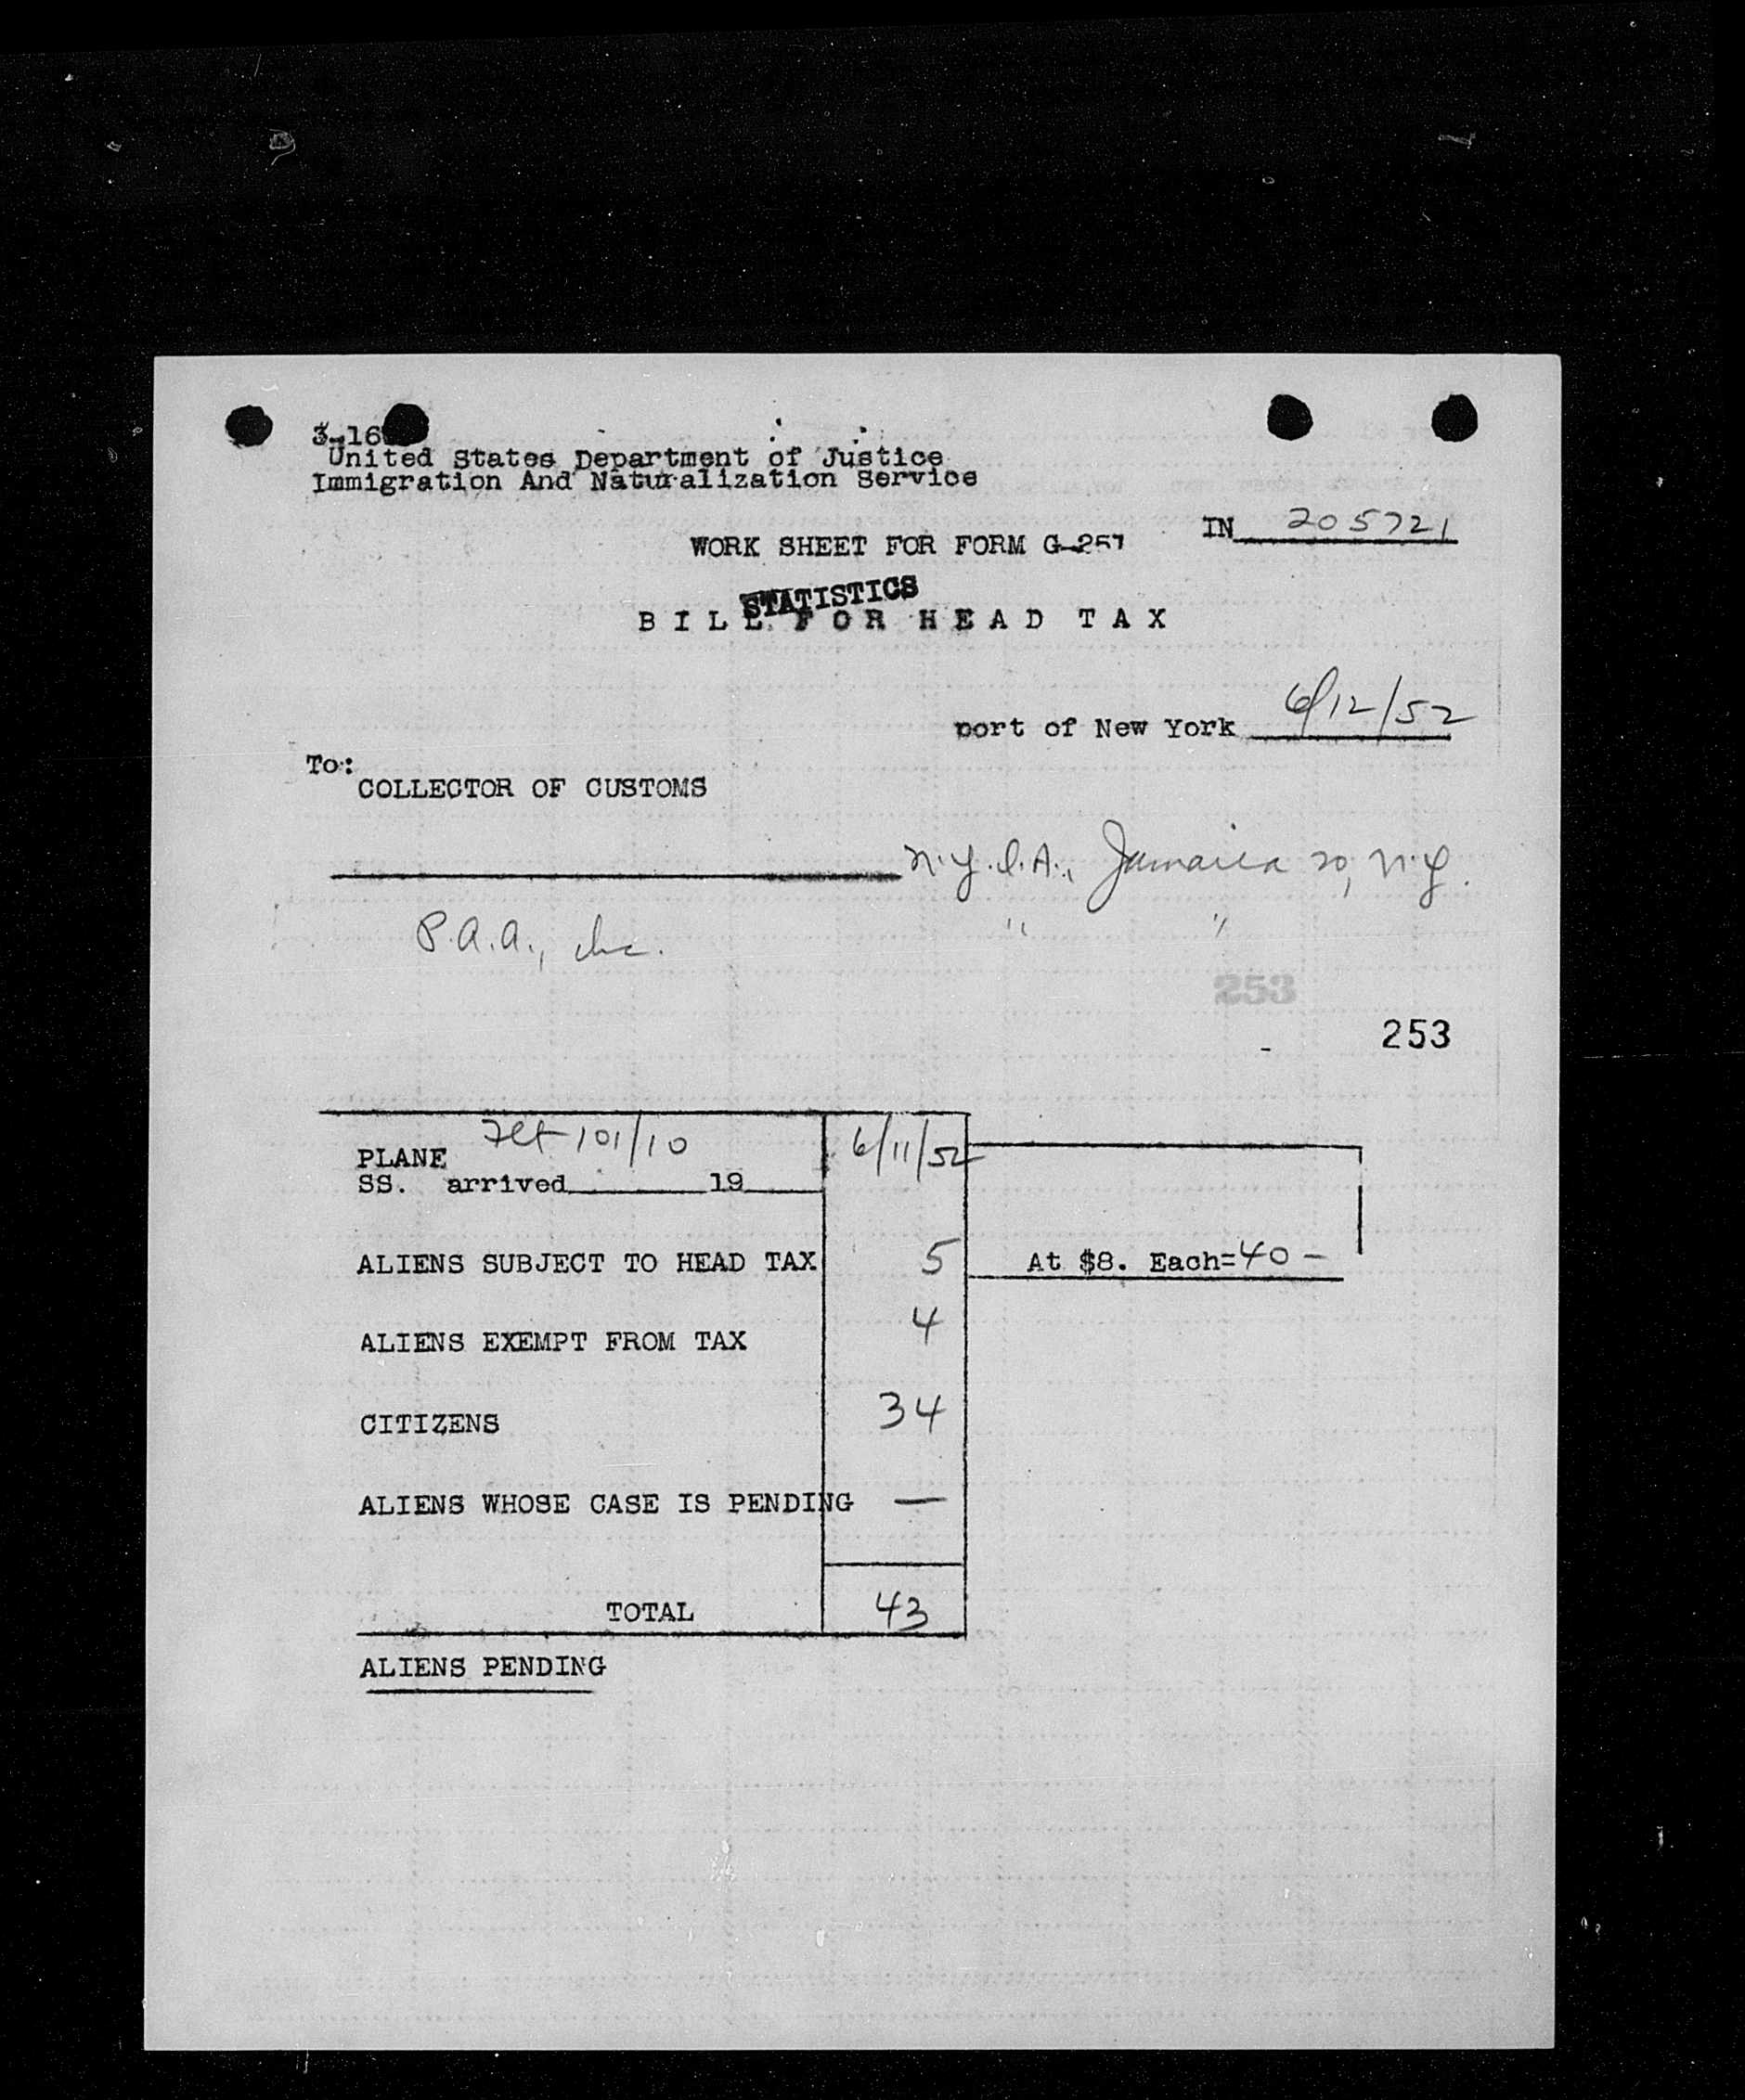 3-16
United States Department of Justice
Immigration And Naturalization Service
IN 205721
WORK SHEET FOR FORM G-257
STATISTICS
BILL FOR HEAD TAX
port of New York 6/12/52
To:
COLLECTOR OF CUSTOMS
N.Y.I.A., Jamaica 20, N.Y.
P.A.A., Inc. " "
253
253
PLANE Flt 101/10 6/11/52
SS. arrived 19
ALIENS SUBJECT TO HEAD TAX 5 At $8. Each=40 —
ALIENS EXEMPT FROM TAX 4
CITIZENS 34
ALIENS WHOSE CASE IS PENDING —
TOTAL 43
ALIENS PENDING